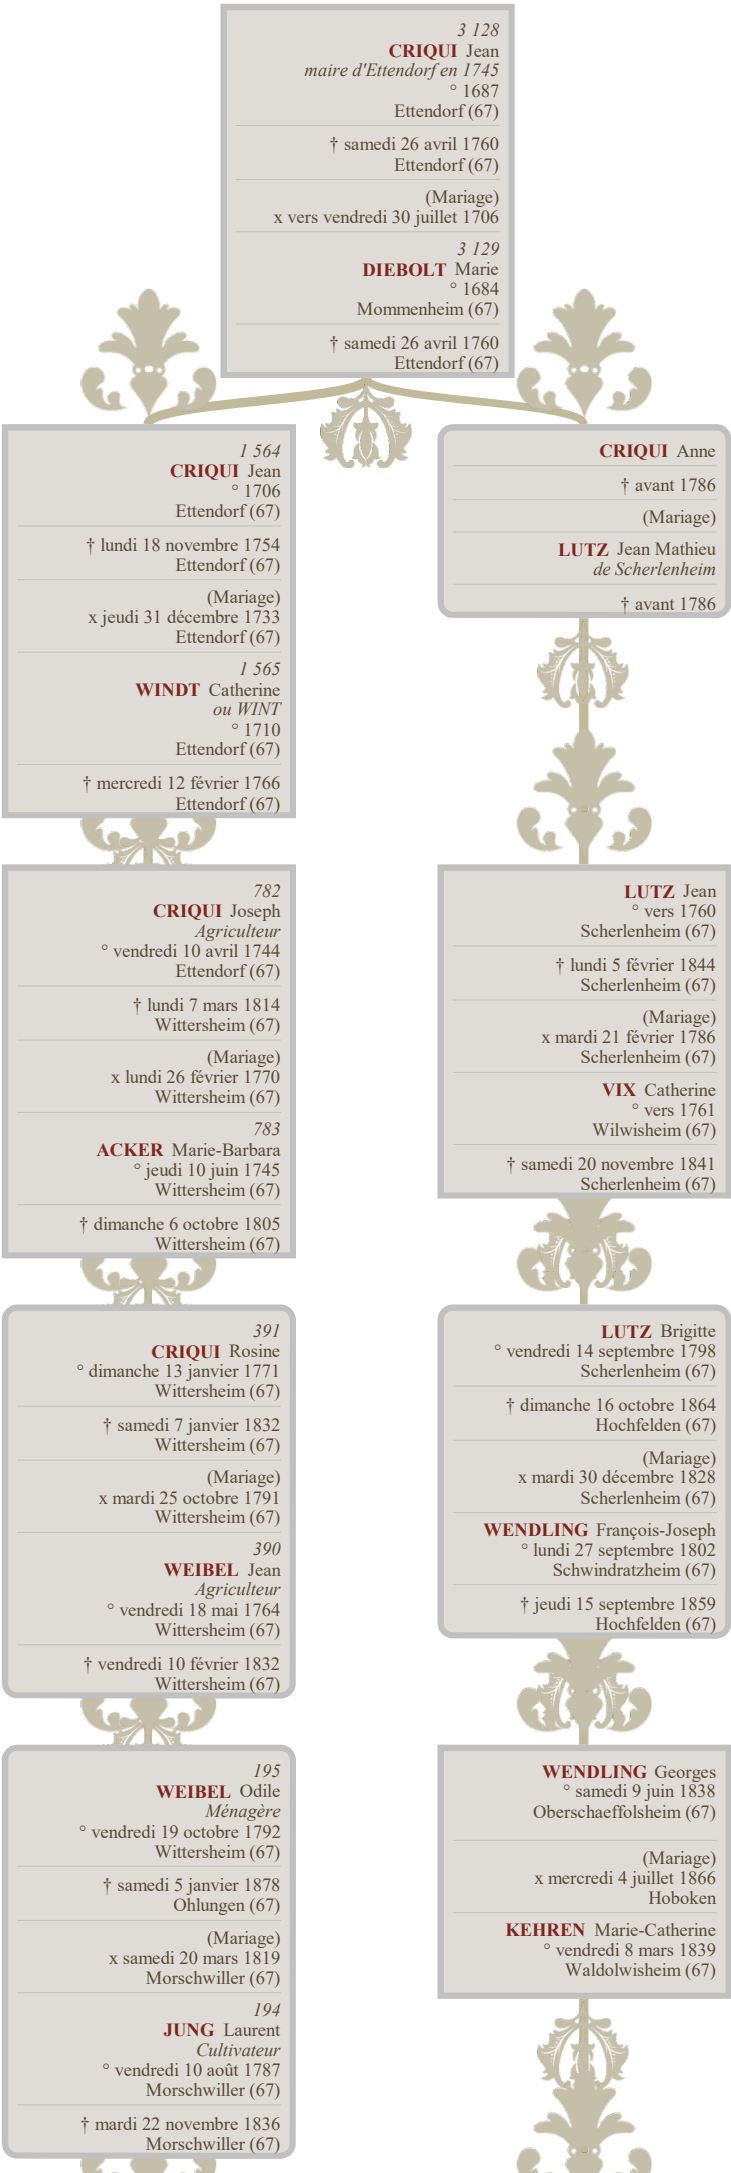 3 128
CRIQUI Jean
maire d'Ettendorf en 1745
° 1687
Ettendorf (67)
† samedi 26 avril 1760
Ettendorf (67)
(Mariage)
x vers vendredi 30 juillet 1706
3 129
DIEBOLT Marie
° 1684
Mommenheim (67)
† samedi 26 avril 1760
Ettendorf (67)
1 564
CRIQUI Jean
° 1706
Ettendorf (67)
† lundi 18 novembre 1754
Ettendorf (67)
(Mariage)
x jeudi 31 décembre 1733
Ettendorf (67)
1 565
WINDT Catherine
ou WINT
° 1710
Ettendorf (67)
† mercredi 12 février 1766
Ettendorf (67)
CRIQUI Anne
† avant 1786
(Mariage)
LUTZ Jean Mathieu
de Scherlenheim
† avant 1786
782
CRIQUI Joseph
Agriculteur
° vendredi 10 avril 1744
Ettendorf (67)
† lundi 7 mars 1814
Wittersheim (67)
(Mariage)
x lundi 26 février 1770
Wittersheim (67)
783
ACKER Marie-Barbara
° jeudi 10 juin 1745
Wittersheim (67)
† dimanche 6 octobre 1805
Wittersheim (67)
LUTZ Jean
° vers 1760
Scherlenheim (67)
† lundi 5 février 1844
Scherlenheim (67)
(Mariage)
x mardi 21 février 1786
Scherlenheim (67)
VIX Catherine
° vers 1761
Wilwisheim (67)
† samedi 20 novembre 1841
Scherlenheim (67)
391
CRIQUI Rosine
° dimanche 13 janvier 1771
Wittersheim (67)
† samedi 7 janvier 1832
Wittersheim (67)
(Mariage)
x mardi 25 octobre 1791
Wittersheim (67)
390
WEIBEL Jean
Agriculteur
° vendredi 18 mai 1764
Wittersheim (67)
† vendredi 10 février 1832
Wittersheim (67)
LUTZ Brigitte
° vendredi 14 septembre 1798
Scherlenheim (67)
† dimanche 16 octobre 1864
Hochfelden (67)
(Mariage)
x mardi 30 décembre 1828
Scherlenheim (67)
WENDLING François-Joseph
° lundi 27 septembre 1802
Schwindratzheim (67)
† jeudi 15 septembre 1859
Hochfelden (67)
195
WEIBEL Odile
Ménagère
° vendredi 19 octobre 1792
Wittersheim (67)
† samedi 5 janvier 1878
Ohlungen (67)
(Mariage)
x samedi 20 mars 1819
Morschwiller (67)
194
JUNG Laurent
Cultivateur
° vendredi 10 août 1787
Morschwiller (67)
† mardi 22 novembre 1836
Morschwiller (67)
WENDLING Georges
° samedi 9 juin 1838
Oberschaeffolsheim (67)
(Mariage)
x mercredi 4 juillet 1866
Hoboken
KEHREN Marie-Catherine
° vendredi 8 mars 1839
Waldolwisheim (67)